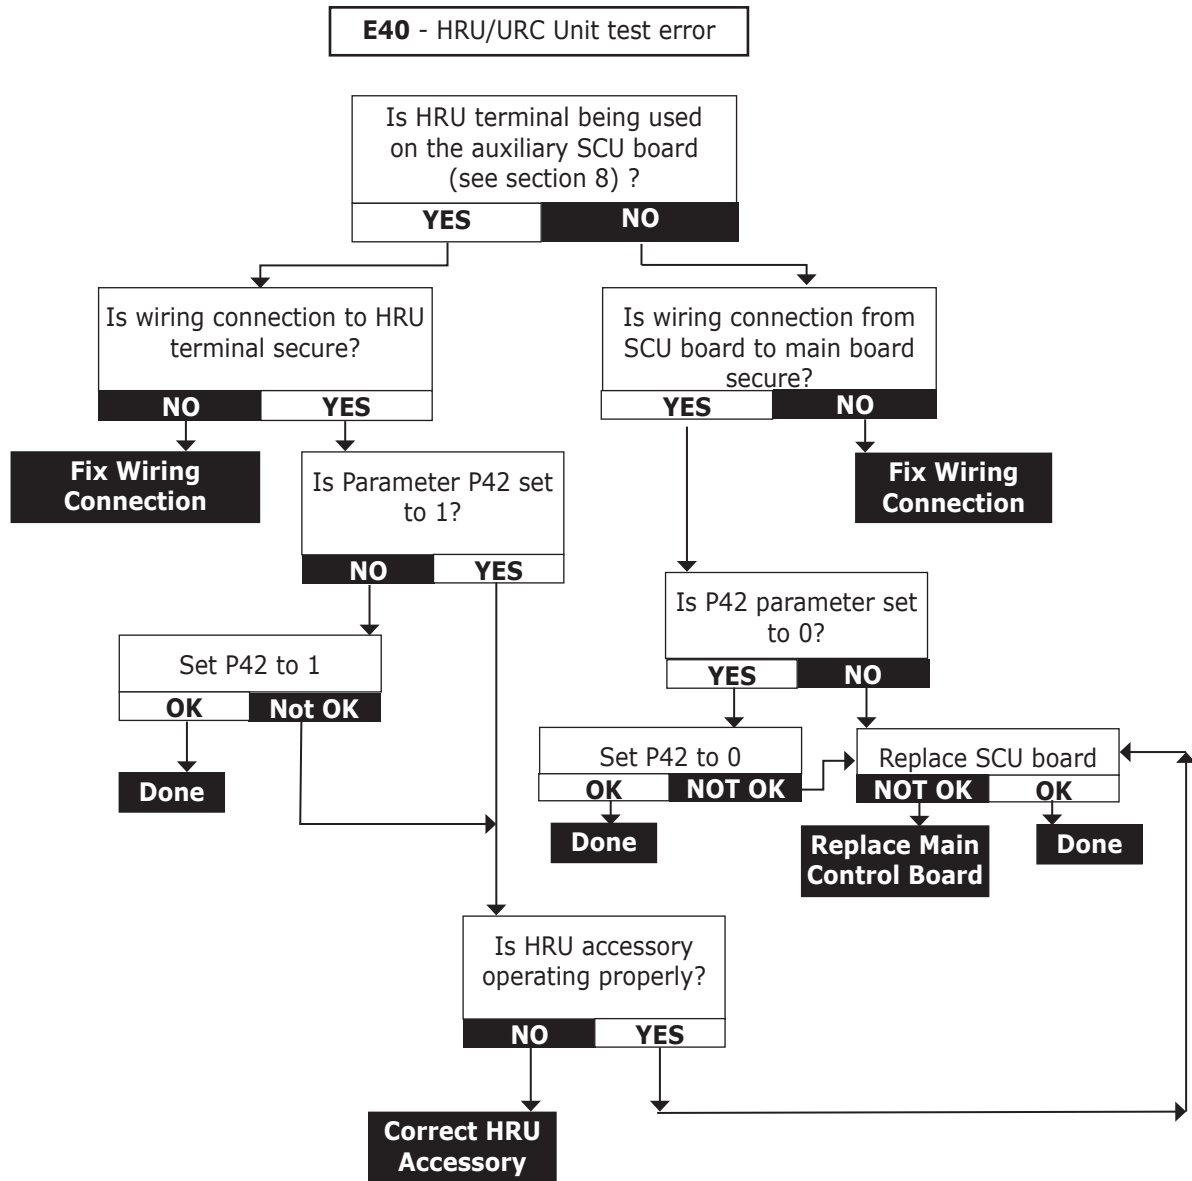 E40 - HRU/URC Unit test error
Is HRU terminal being used
on the auxiliary SCU board
(see section 8) ?
YES NO
Is wiring connection to HRU
terminal secure?
NO YES
Is wiring connection from
SCU board to main board
secure?
YES NO
Fix Wiring
Connection
Is Parameter P42 set
to 1?
NO YES
Fix Wiring
Connection
Is P42 parameter set
to 0?
YES NO
Set P42 to 1
OK Not OK
Done
Set P42 to 0
OK NOT OK
Done
Replace SCU board
NOT OK OK
Replace Main
Control Board
Done
Is HRU accessory
operating properly?
NO YES
Correct HRU
Accessory